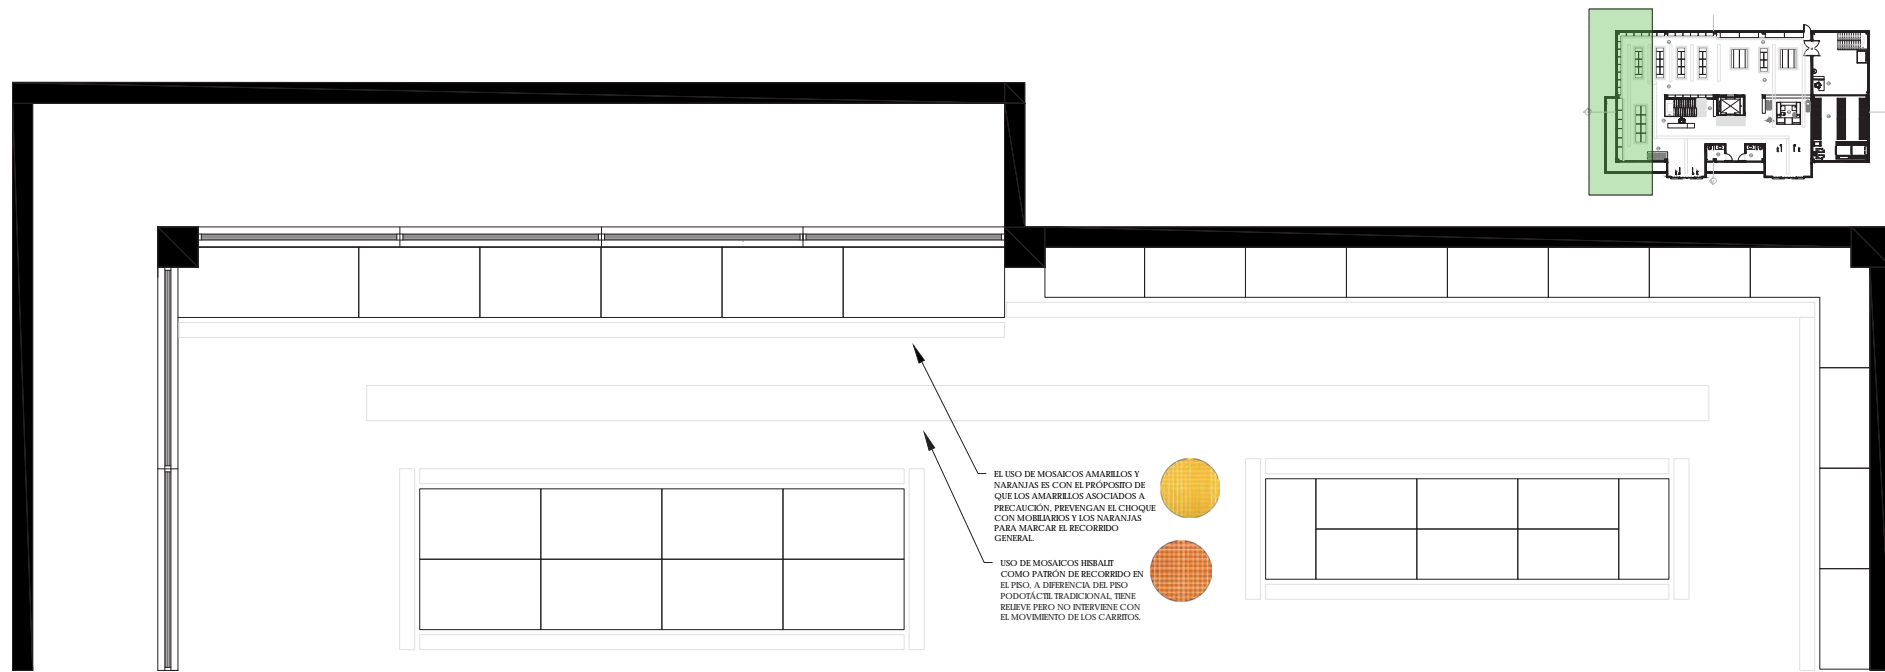 EL USO DE MOSAICOS AMARILLOS Y
NARANJAS ES CON EL PRÓPOSITO DE
QUE LOS AMARRILLOS ASOCIADOS A
PRECAUCIÓN, PREVENGAN EL CHOQUE
CON MOBILIARIOS Y LOS NARANJAS
PARA MARCAR EL RECORRIDO
GENERAL.
USO DE MOSAICOS HISBALIT
COMO PATRÓN DE RECORRIDO EN
EL PISO, A DIFERENCIA DEL PISO
PODOTÁCTIL TRADICIONAL, TIENE
RELIEVE PERO NO INTERVIENE CON
EL MOVIMIENTO DE LOS CARRITOS.